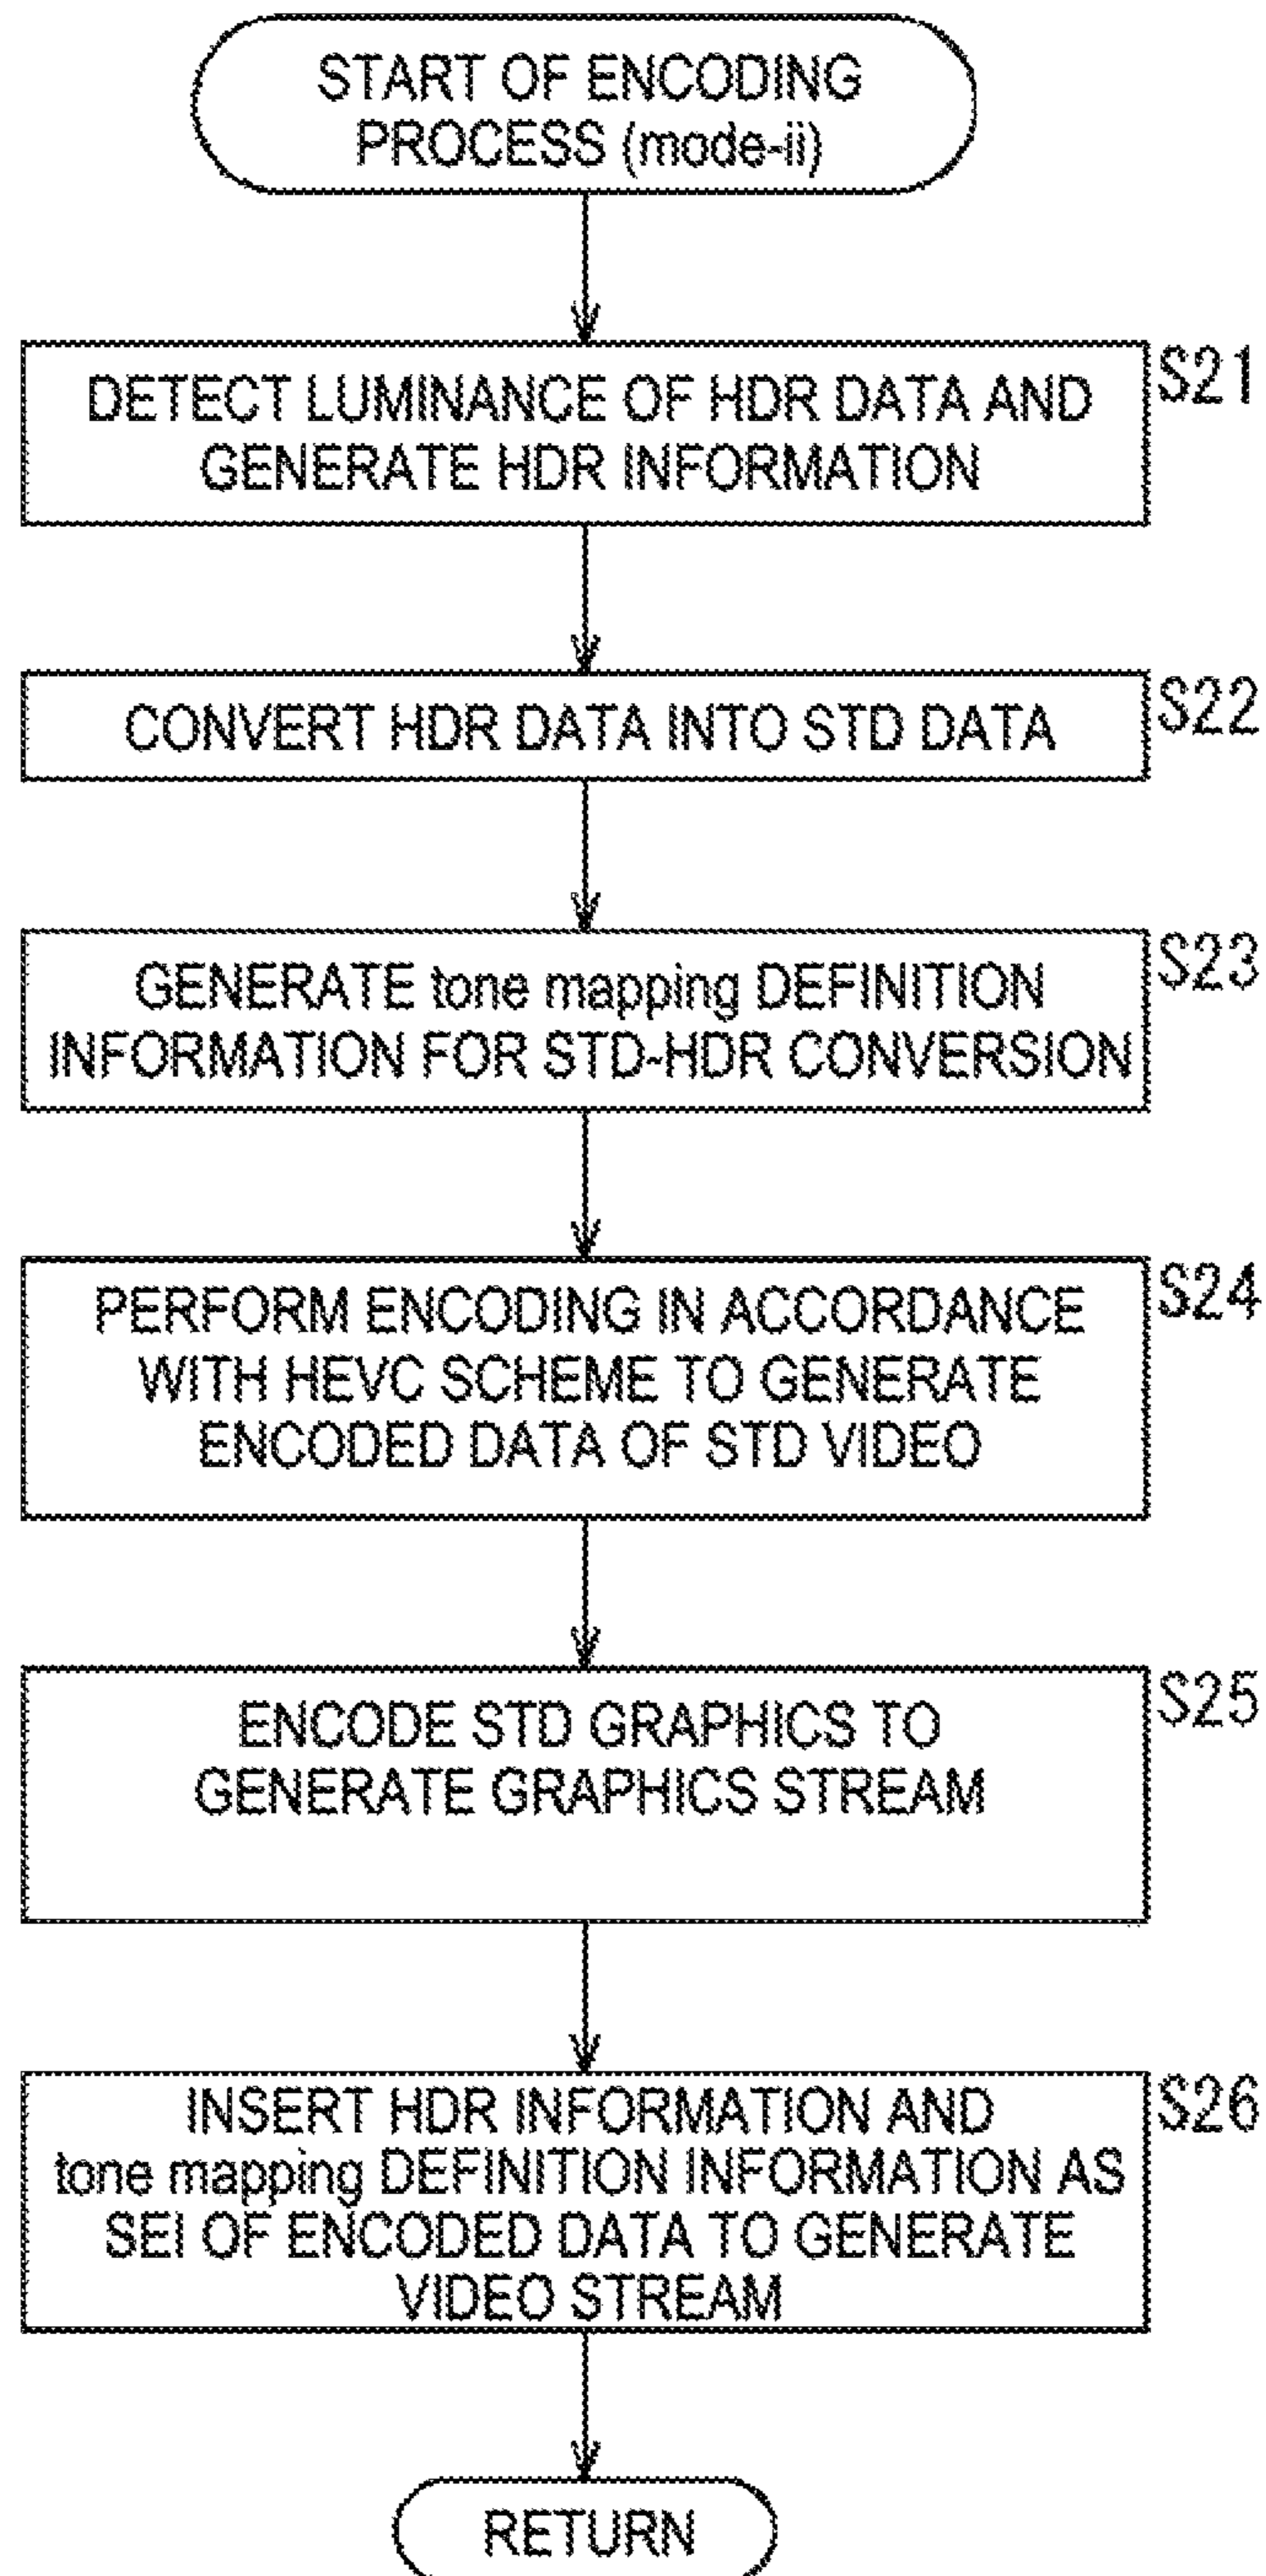 START OF ENCODING
PROCESS (mode-ii)
S21
DETECT LUMINANCE OF HDR DATA AND
GENERATE HDR INFORMATION
S22
CONVERT HDR DATA INTO STD DATA
S23
GENERATE tone mapping DEFINITION
INFORMATION FOR STD-HDR CONVERSION
S24
PERFORM ENCODING IN ACCORDANCE
WITH HEVC SCHEME TO GENERATE
ENCODED DATA OF STD VIDEO
S25
ENCODE STD GRAPHICS TO
GENERATE GRAPHICS STREAM
S26
INSERT HDR INFORMATION AND
tone mapping DEFINITION INFORMATION AS
SEI OF ENCODED DATA TO GENERATE
VIDEO STREAM
RETURN